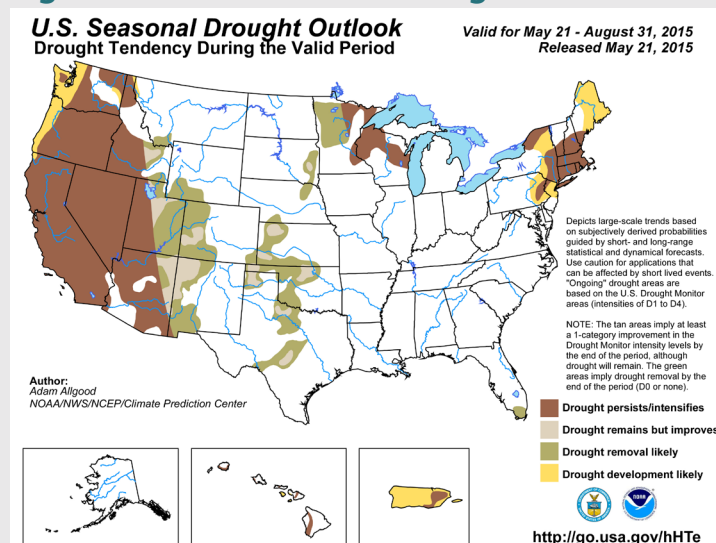 U.S. Seasonal Drought Outlook
Drought Tendency During the Valid Period
Valid for May 21 - August 31, 2015
Released May 21, 2015
Depicts large-scale trends based
on subjectively derived probabilities
guided by short- and long-range
statistical and dynamical forecasts.
Use caution for applications that
can be affected by short lived events.
"Ongoing" drought areas are
based on the U.S. Drought Monitor
areas (intensities of D1 to D4).
NOTE: The tan areas imply at least
a 1-category improvement in the
Drought Monitor intensity levels by
the end of the period, although
drought will remain. The green
areas imply drought removal by the
end of the period (D0 or none).
Author:
Adam Allgood
NOAA/NWS/NCEP/Climate Prediction Center
Drought persists/intensifies
Drought remains but improves
Drought removal likely
Drought development likely
NOAA
http://go.usa.gov/hHTe